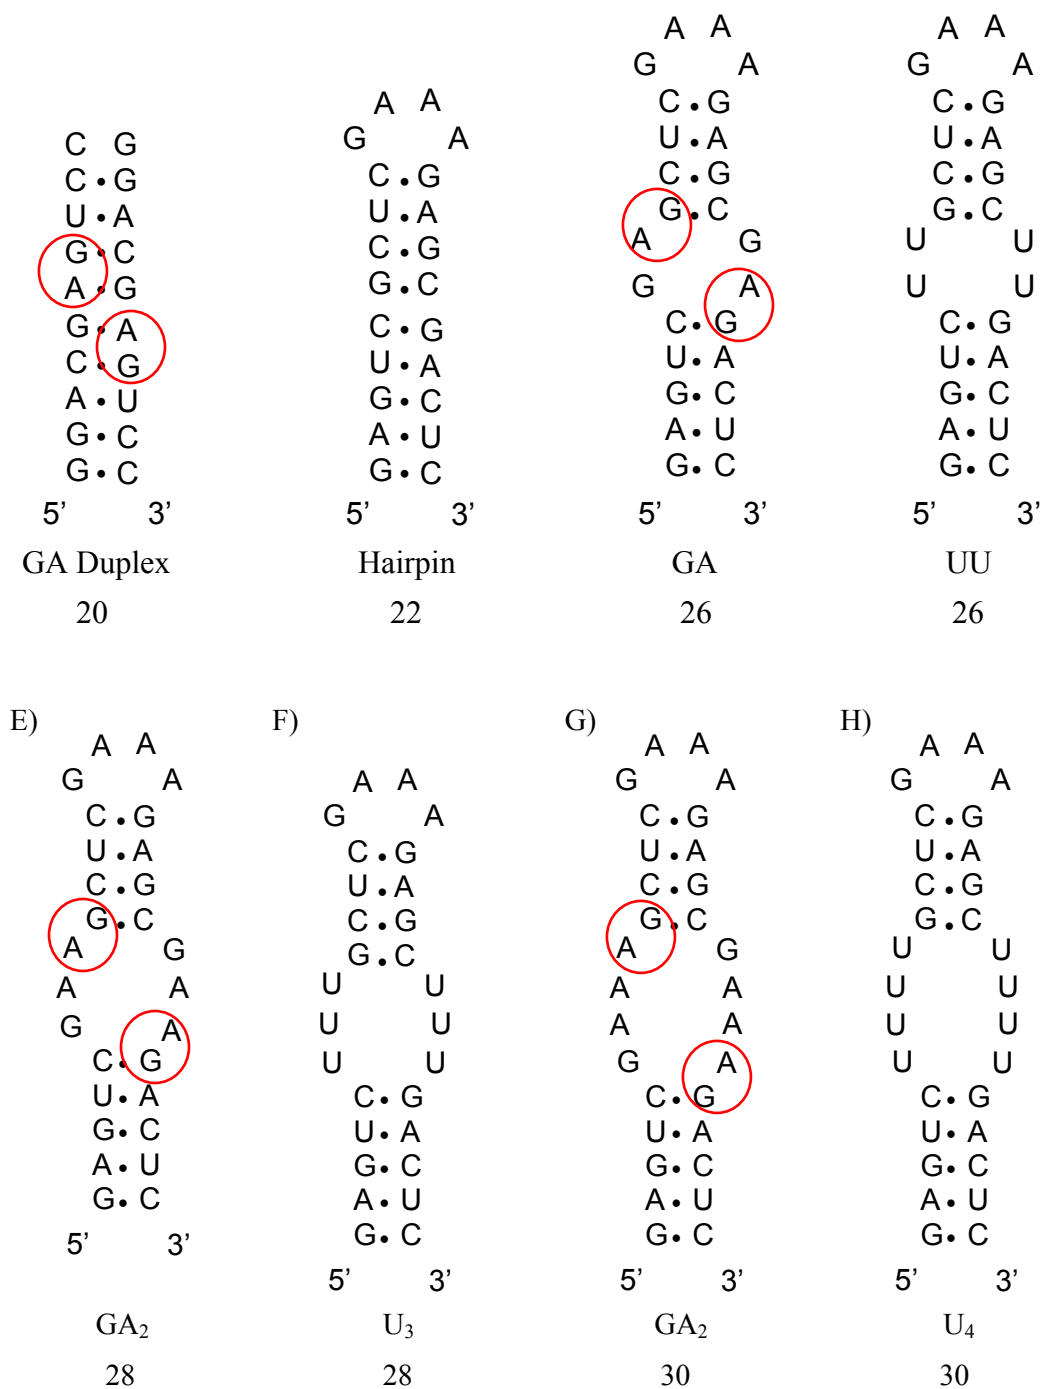 C G
C • G
U • A
G • C
A • G
G • A
C • G
A • U
G • C
G • C
5’ 3’
GA Duplex
20
A A
G A
C • G
U • A
C • G
G • C
C • G
U • A
G • C
A • U
G • C
5’ 3’
Hairpin
22
A A
G A
C • G
U • A
C • G
G • C
A G
G A
C • G
U • A
G • C
A • U
G • C
5’ 3’
GA
26
A A
G A
C • G
U • A
C • G
G • C
U U
U U
C • G
U • A
G • C
A • U
G • C
5’ 3’
UU
26
E)
A A
G A
C • G
U • A
C • G
G • C
A G
A A
G A
C • G
U • A
G • C
A • U
G • C
5’ 3’
GA₂
28
F)
A A
G A
C • G
U • A
C • G
G • C
U U
U U
U U
C • G
U • A
G • C
A • U
G • C
5’ 3’
U₃
28
G)
A A
G A
C • G
U • A
C • G
G • C
A G
A A
A A
G A
C • G
U • A
G • C
A • U
G • C
5’ 3’
GA₂
30
H)
A A
G A
C • G
U • A
C • G
G • C
U U
U U
U U
U U
C • G
U • A
G • C
A • U
G • C
5’ 3’
U₄
30